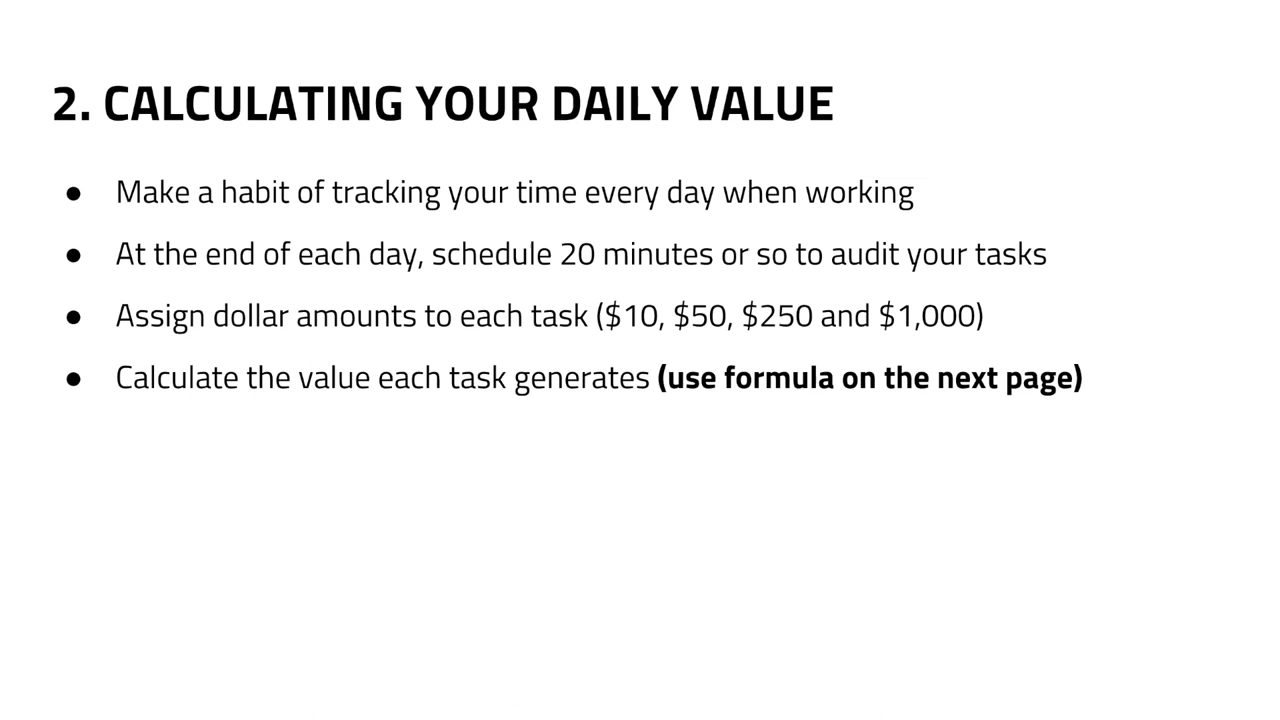 2. CALCULATING YOUR DAILY VALUE
● Make a habit of tracking your time every day when working
● At the end of each day, schedule 20 minutes or so to audit your tasks
● Assign dollar amounts to each task ($10, $50, $250 and $1,000)
● Calculate the value each task generates (use formula on the next page)